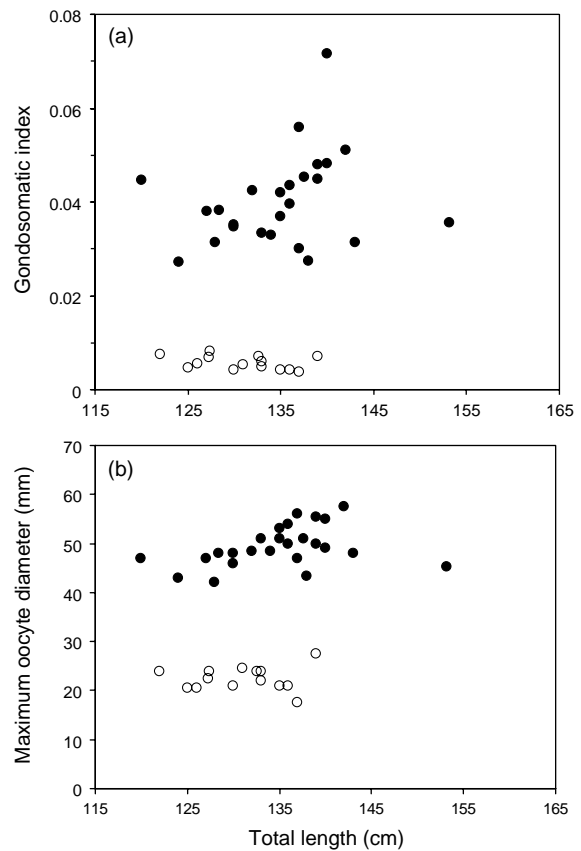 (a)
Gondosomatic index
0.08
0.06
0.04
0.02
0
115 125 135 145 155 165
(b)
Maximum oocyte diameter (mm)
70
60
50
40
30
20
10
0
115 125 135 145 155 165
Total length (cm)